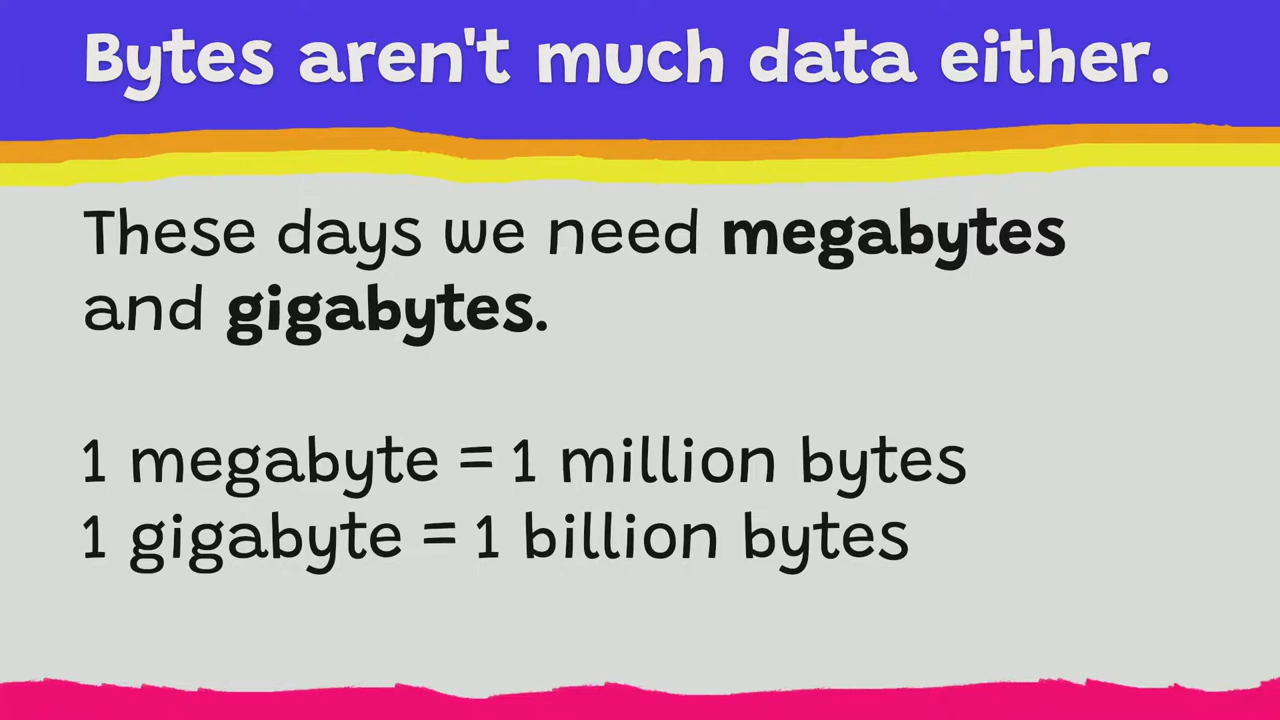 Bytes aren't much data either.
These days we need megabytes
and gigabytes.
1 megabyte = 1 million bytes
1 gigabyte = 1 billion bytes